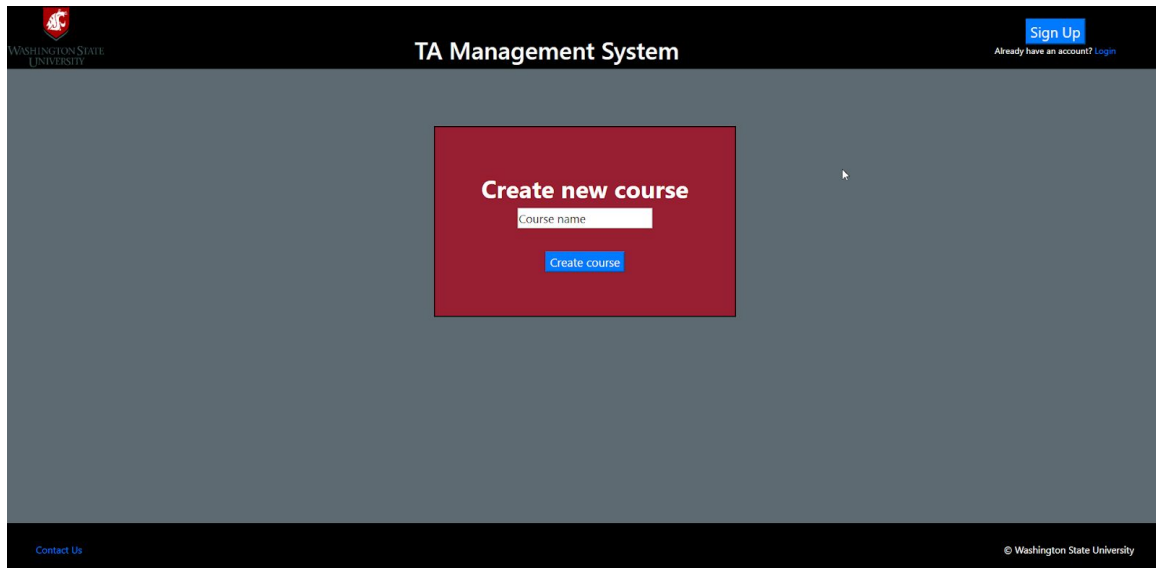 WASHINGTON STATE
UNIVERSITY
TA Management System
Sign Up
Already have an account? Login
Create new course
Course name
Create course
Contact Us
© Washington State University